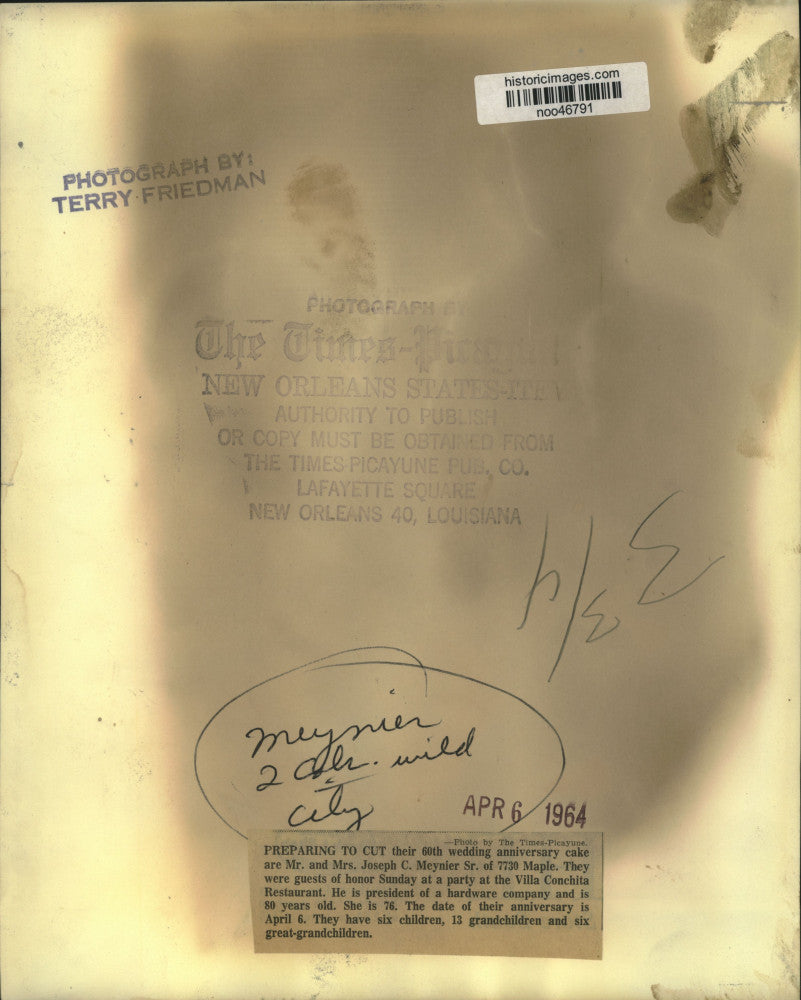 historicimages.com
noo46791
PHOTOGRAPH BY:
TERRY FRIEDMAN
PHOTOGRAPH BY
The Times-Picayune
NEW ORLEANS STATES-ITEM
AUTHORITY TO PUBLISH
OR COPY MUST BE OBTAINED FROM
THE TIMES-PICAYUNE PUB. CO.
LAFAYETTE SQUARE
NEW ORLEANS 40, LOUISIANA
Meynier
2 Cols. wild
City
APR 6 1964
—Photo by The Times-Picayune.
PREPARING TO CUT their 60th wedding anniversary cake
are Mr. and Mrs. Joseph C. Meynier Sr. of 7730 Maple. They
were guests of honor Sunday at a party at the Villa Conchita
Restaurant. He is president of a hardware company and is
80 years old. She is 76. The date of their anniversary is
April 6. They have six children, 13 grandchildren and six
great-grandchildren.